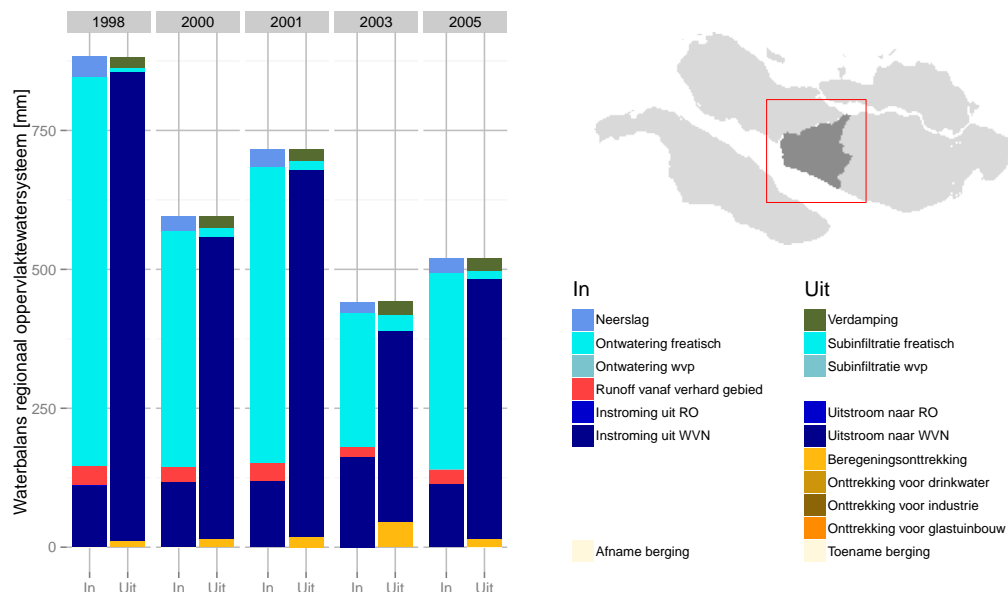 1998 2000 2001 2003 2005
Waterbalans regionaal oppervlaktewatersysteem [mm]
750
500
250
0
In Uit In Uit In Uit In Uit In Uit
In
Neerslag
Ontwatering freatisch
Ontwatering wvp
Runoff vanaf verhard gebied
Instroming uit RO
Instroming uit WVN
Afname berging
Uit
Verdamping
Subinfiltratie freatisch
Subinfiltratie wvp
Uitstroom naar RO
Uitstroom naar WVN
Beregeningsonttrekking
Onttrekking voor drinkwater
Onttrekking voor industrie
Onttrekking voor glastuinbouw
Toename berging